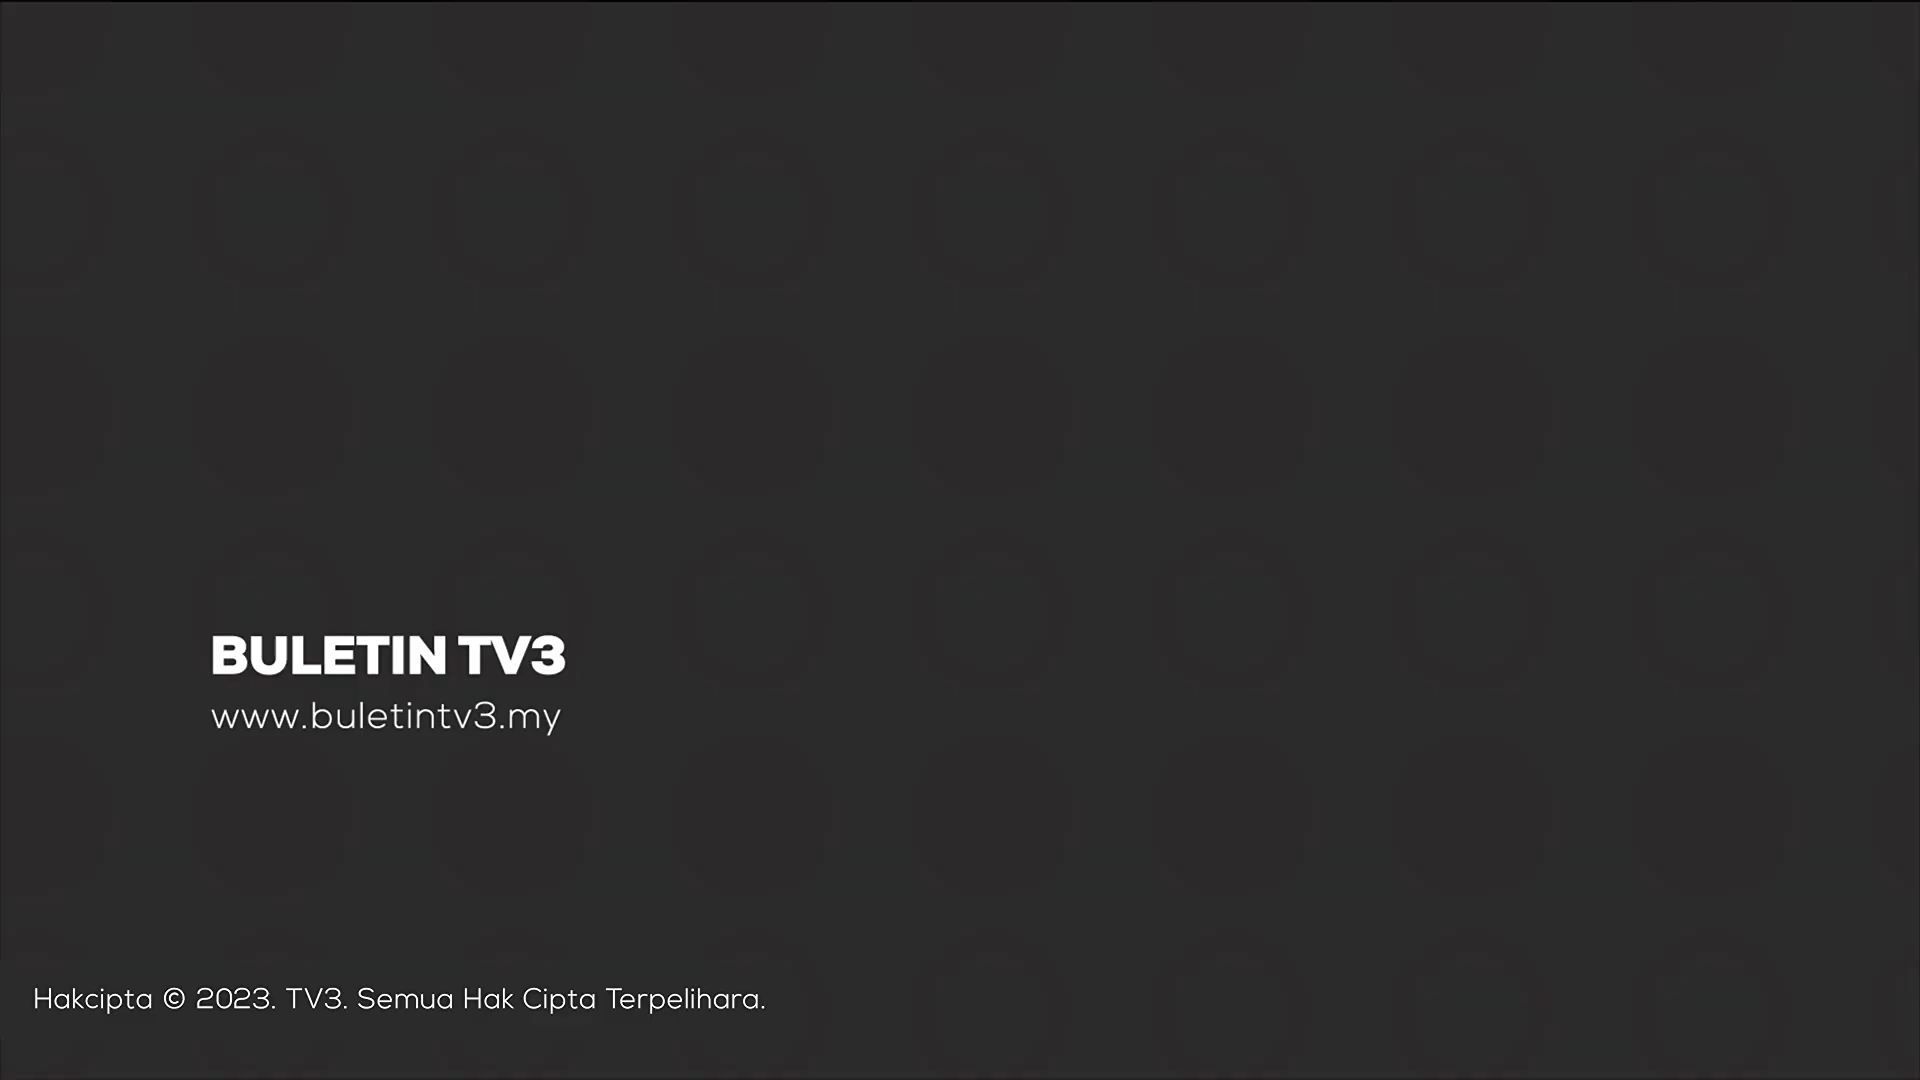 BULETIN TV3
www.buletintv3.my
Hakcipta © 2023. TV3. Semua Hak Cipta Terpelihara.